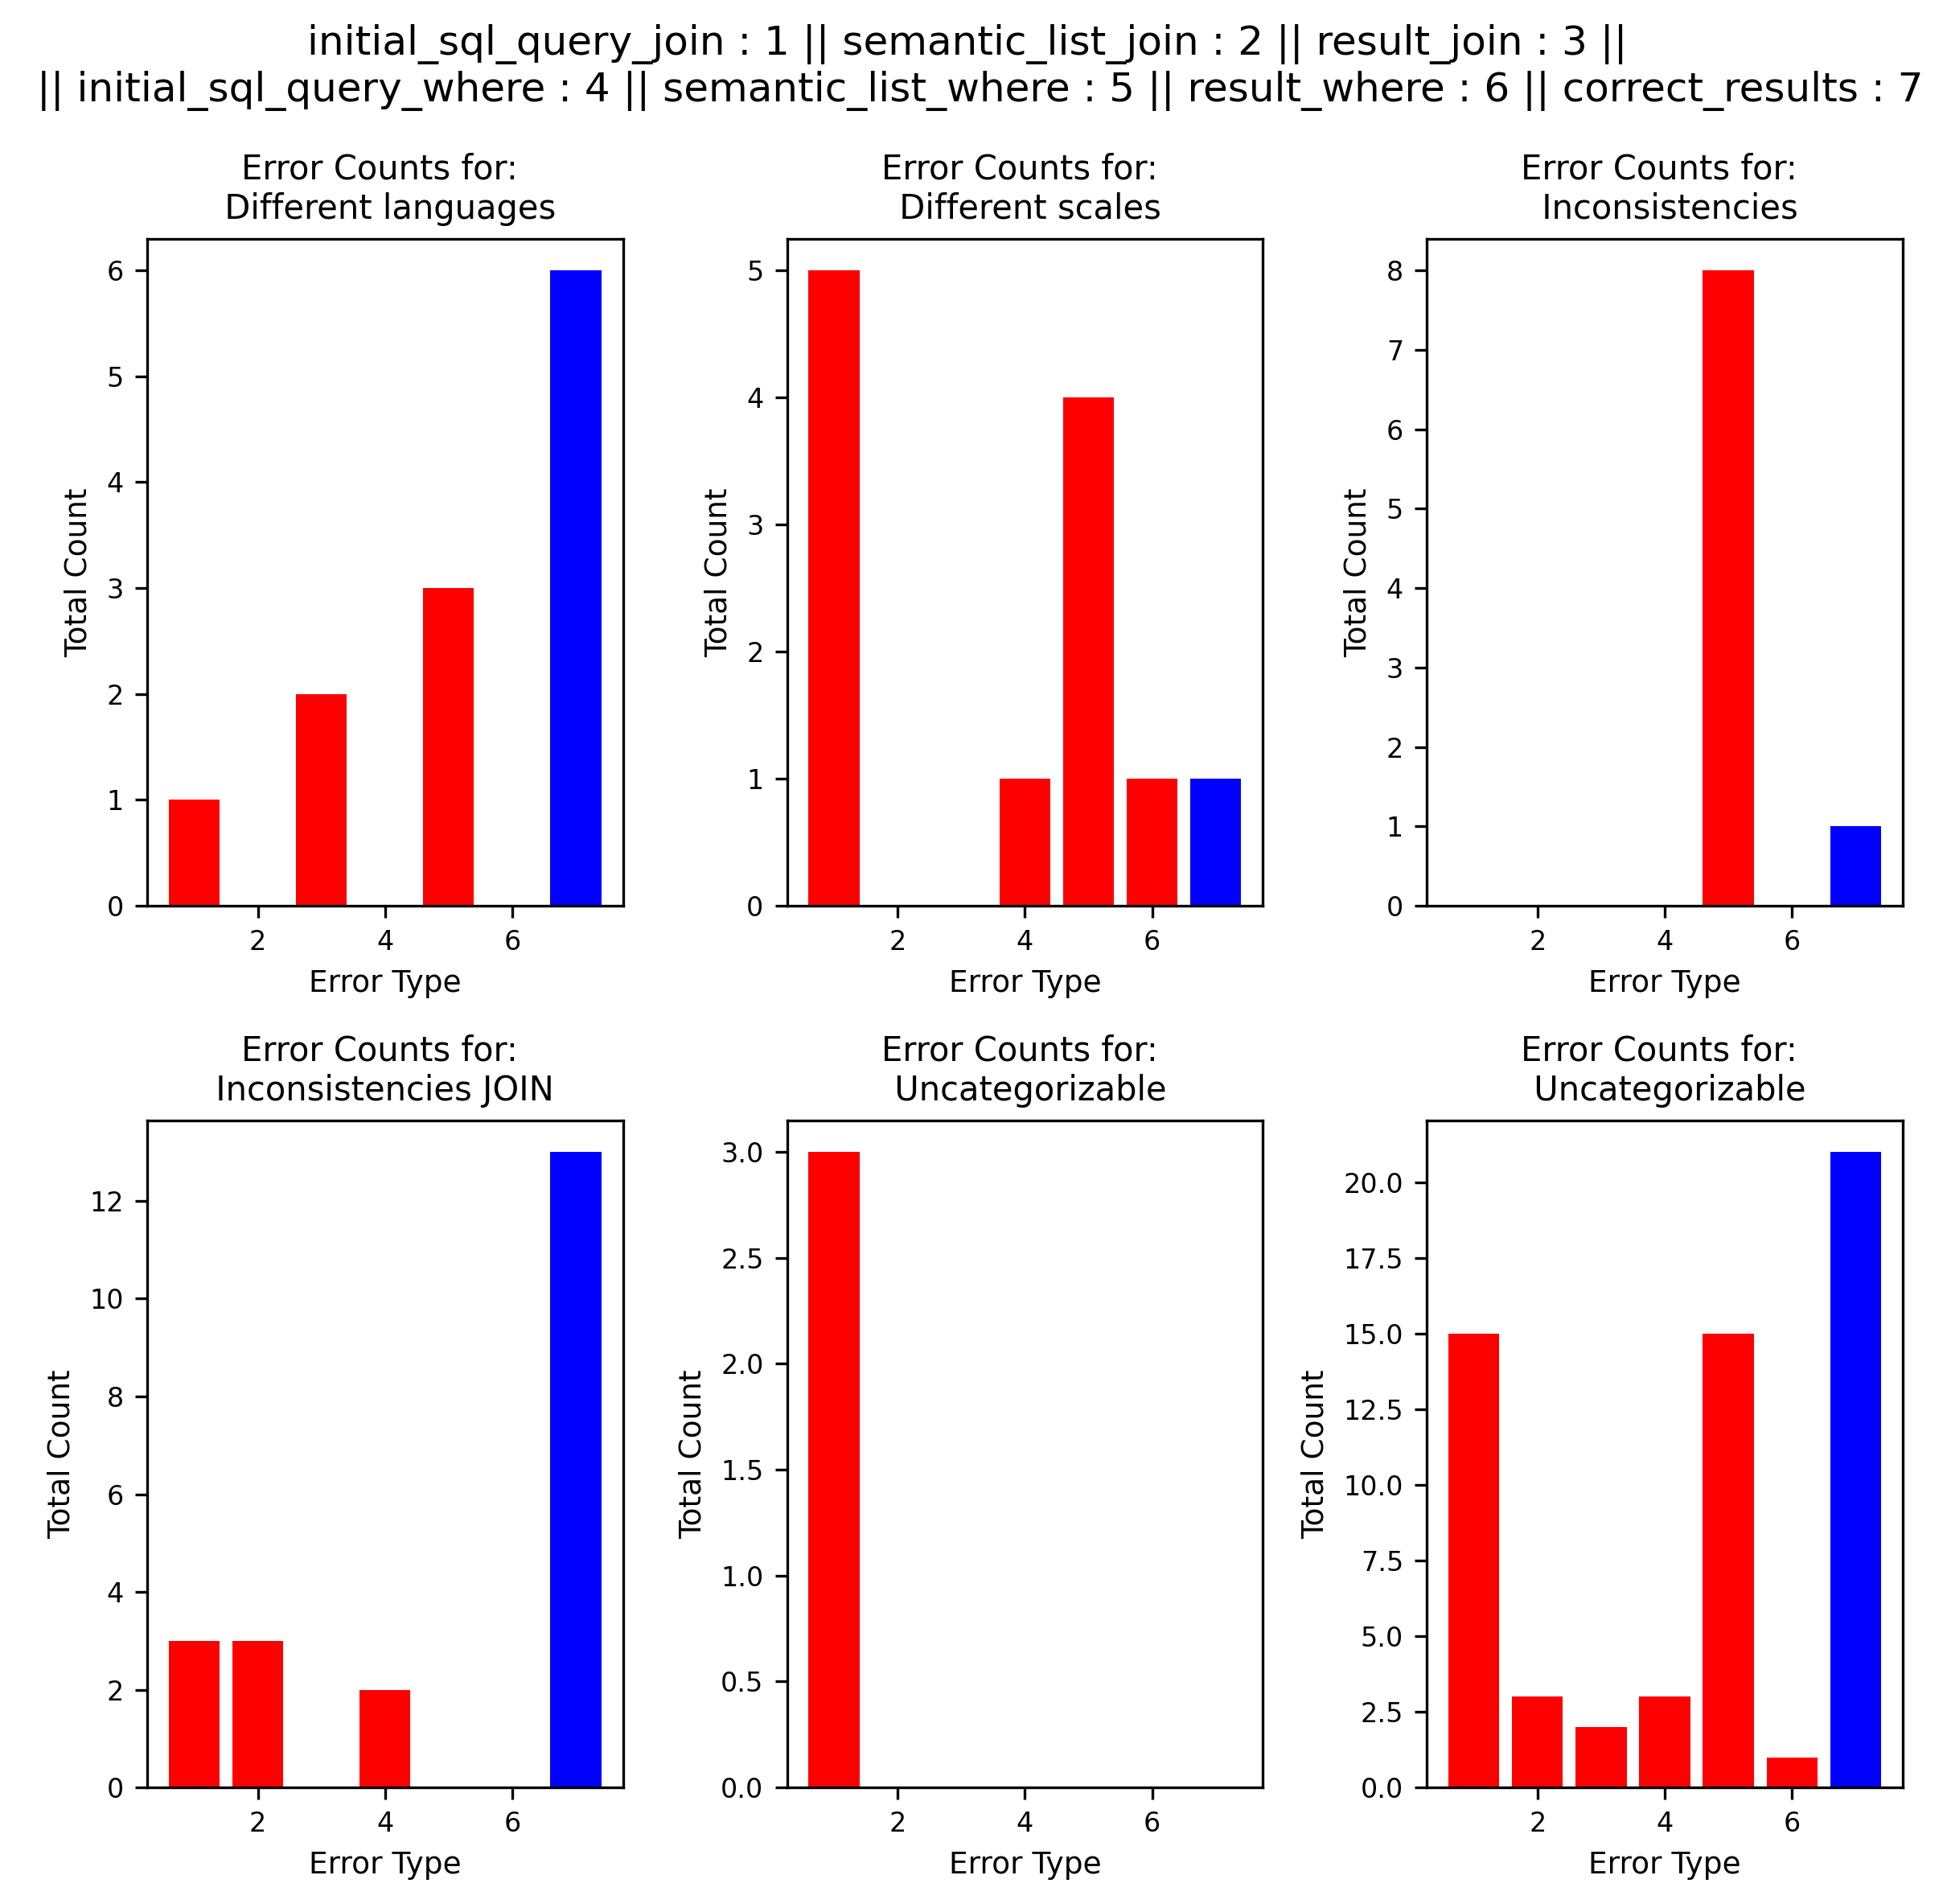 initial_sql_query_join : 1 || semantic_list_join : 2 || result_join : 3 ||
|| initial_sql_query_where : 4 || semantic_list_where : 5 || result_where : 6 || correct_results : 7
Error Counts for:
Different languages
6
5
4
3
2
1
0
Total Count
2 4 6
Error Type
Error Counts for:
Different scales
5
4
3
2
1
0
Total Count
2 4 6
Error Type
Error Counts for:
Inconsistencies
8
7
6
5
4
3
2
1
0
Total Count
2 4 6
Error Type
Error Counts for:
Inconsistencies JOIN
12
10
8
6
4
2
0
Total Count
2 4 6
Error Type
Error Counts for:
Uncategorizable
3.0
2.5
2.0
1.5
1.0
0.5
0.0
Total Count
2 4 6
Error Type
Error Counts for:
Uncategorizable
20.0
17.5
15.0
12.5
10.0
7.5
5.0
2.5
0.0
Total Count
2 4 6
Error Type